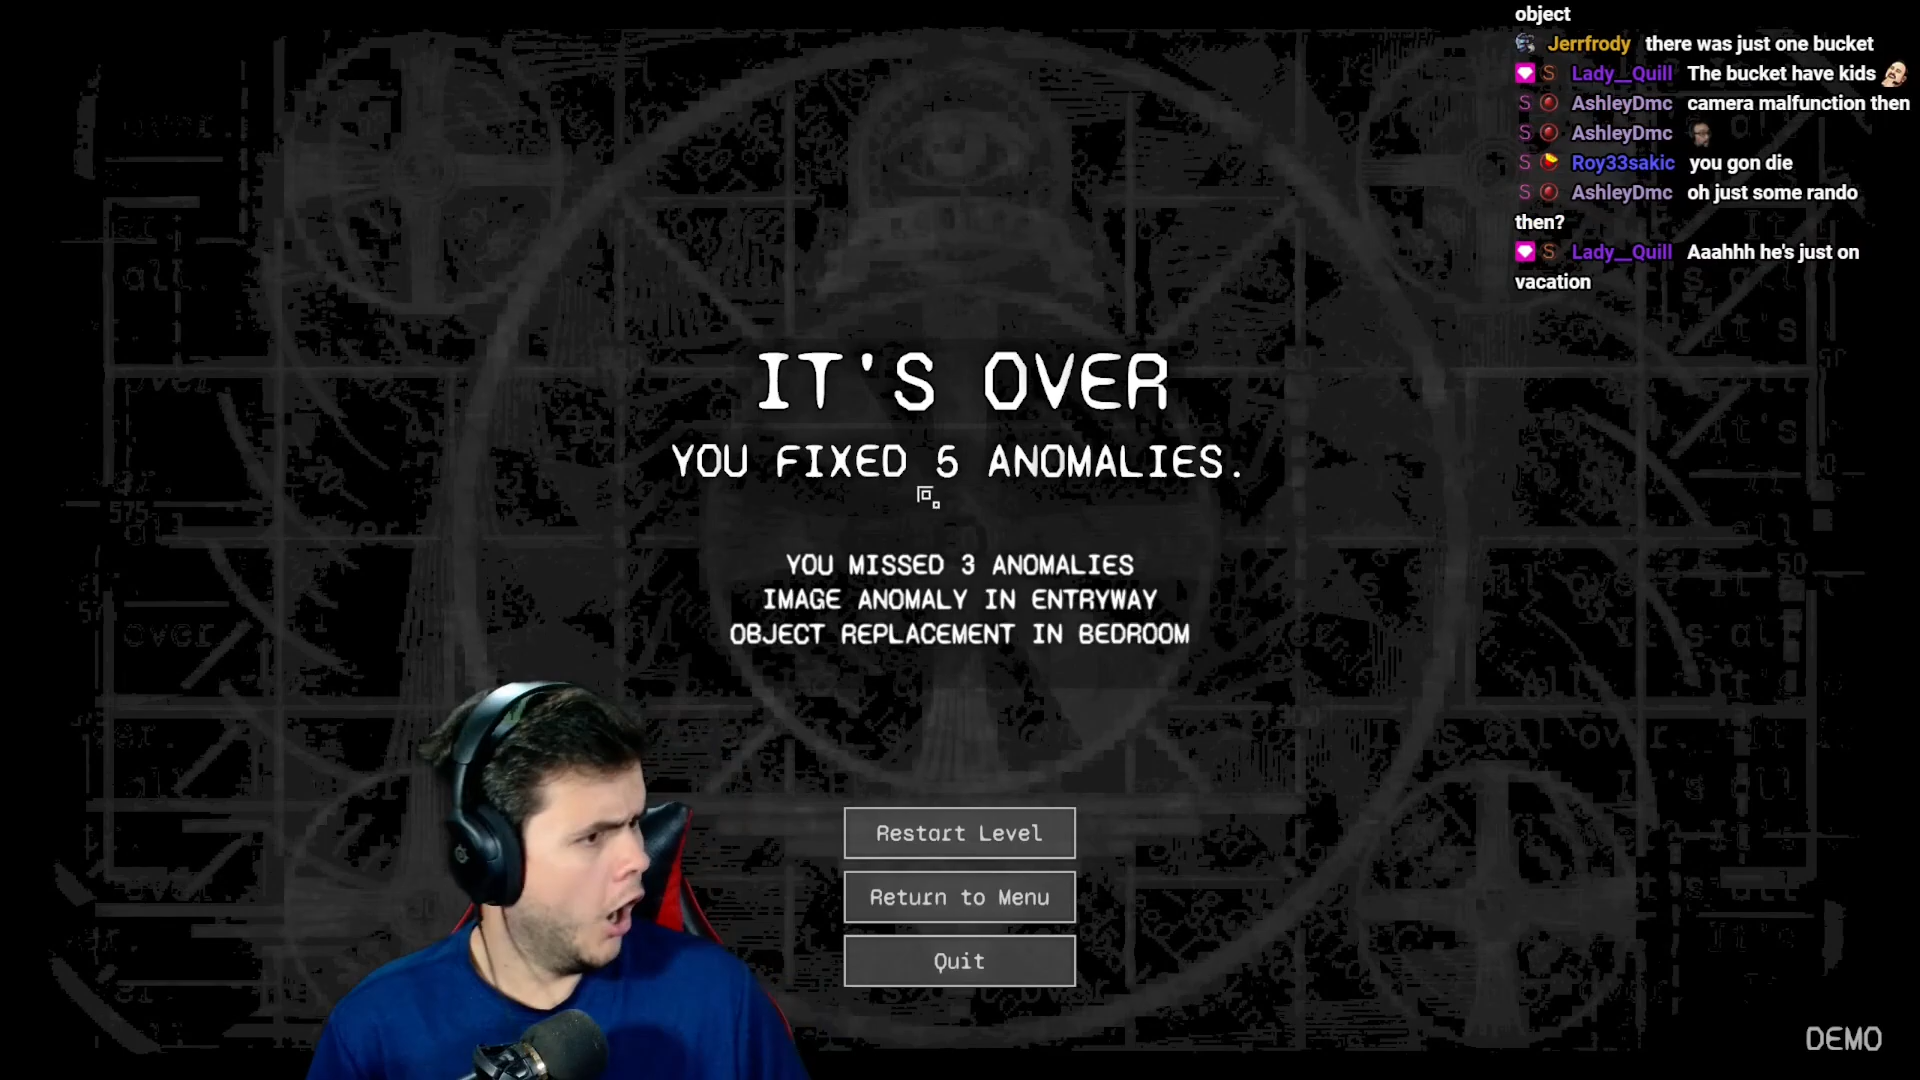 object
Jerrfrody there was just one bucket
S Lady__Quill The bucket have kids
S AshleyDmc camera malfunction then
S AshleyDmc
S Roy33sakic you gon die
S AshleyDmc oh just some rando
then?
S Lady__Quill Aaahhh he's just on
vacation
IT'S OVER
YOU FIXED 5 ANOMALIES.
YOU MISSED 3 ANOMALIES
IMAGE ANOMALY IN ENTRYWAY
OBJECT REPLACEMENT IN BEDROOM
Restart Level
Return to Menu
Quit
DEMO